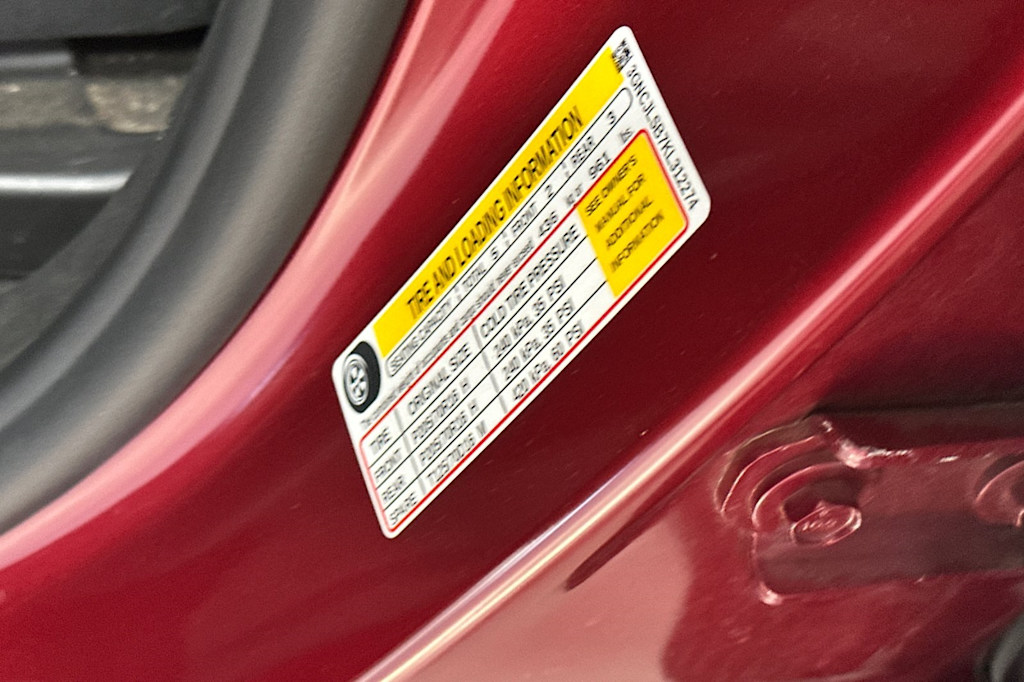 3GNCJLSB7KL312274
TIRE AND LOADING INFORMATION
SEATING CAPACITY : TOTAL 5 : FRONT 2 : REAR 3
The combined weight of occupants and cargo should never exceed 436 kg or 961 lbs
TIRE ORIGINAL SIZE COLD TIRE PRESSURE
FRONT P205/70R16 H 240 kPa, 35 PSI
REAR P205/70R16 H 240 kPa, 35 PSI
SPARE T125/70D16 M 420 kPa, 60 PSI
SEE OWNER'S
MANUAL FOR
ADDITIONAL
INFORMATION